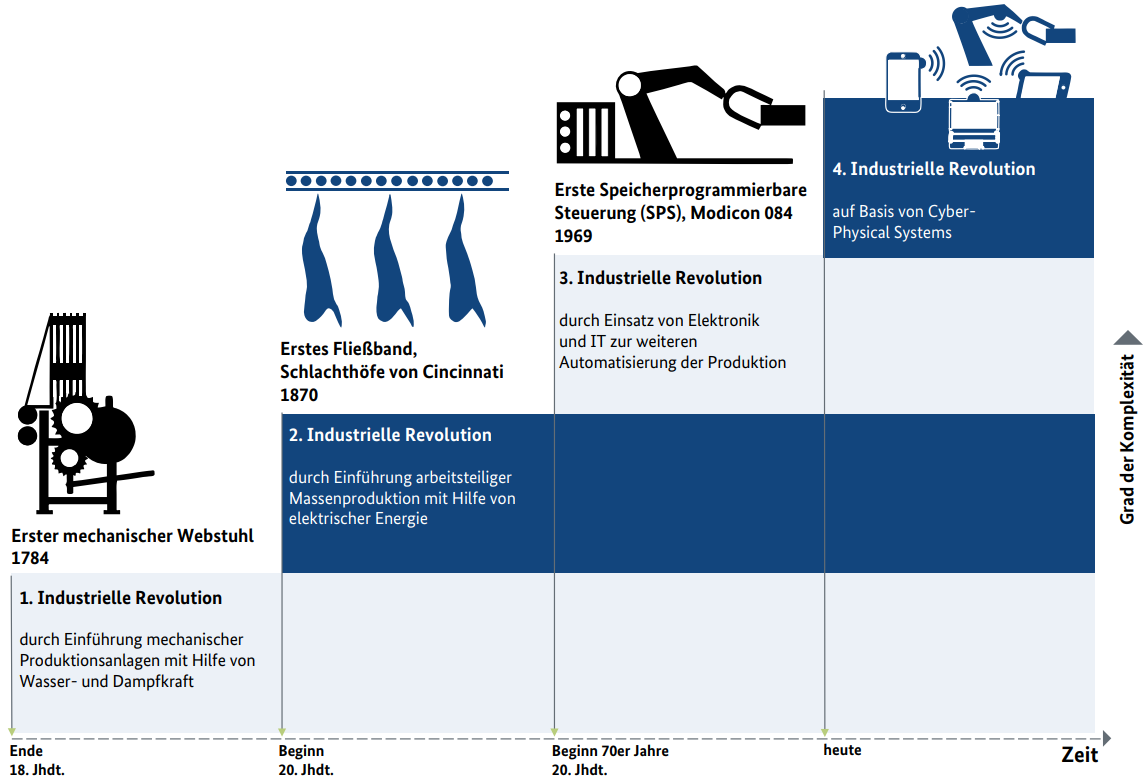 4. Industrielle Revolution
auf Basis von Cyber-
Physical Systems
Erste Speicherprogrammierbare
Steuerung (SPS), Modicon 084
1969
3. Industrielle Revolution
durch Einsatz von Elektronik
und IT zur weiteren
Automatisierung der Produktion
Erstes Fließband,
Schlachthöfe von Cincinnati
1870
2. Industrielle Revolution
durch Einführung arbeitsteiliger
Massenproduktion mit Hilfe von
elektrischer Energie
Erster mechanischer Webstuhl
1784
1. Industrielle Revolution
durch Einführung mechanischer
Produktionsanlagen mit Hilfe von
Wasser- und Dampfkraft
Grad der Komplexität
Ende
18. Jhdt.
Beginn
20. Jhdt.
Beginn 70er Jahre
20. Jhdt.
heute
Zeit